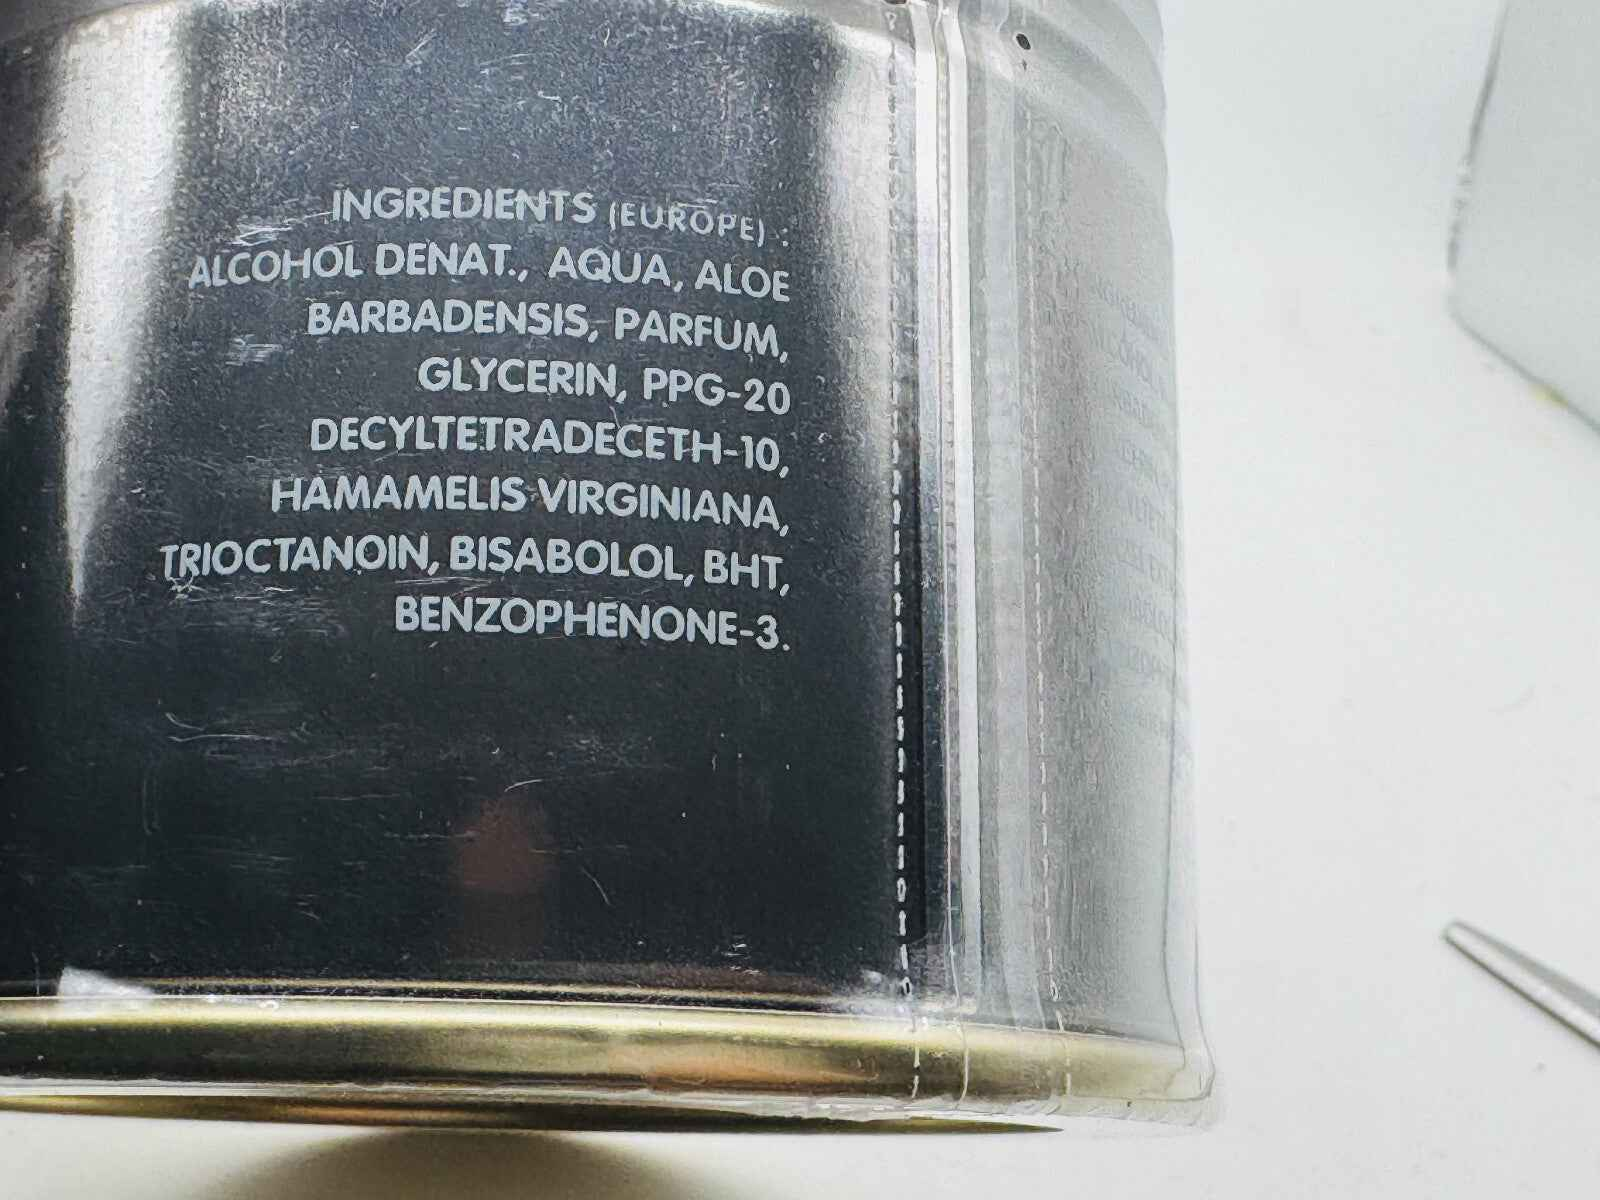 INGREDIENTS (EUROPE) :
ALCOHOL DENAT., AQUA, ALOE
BARBADENSIS, PARFUM,
GLYCERIN, PPG-20
DECYLTETRADECETH-10,
HAMAMELIS VIRGINIANA,
TRIOCTANOIN, BISABOLOL, BHT,
BENZOPHENONE-3.